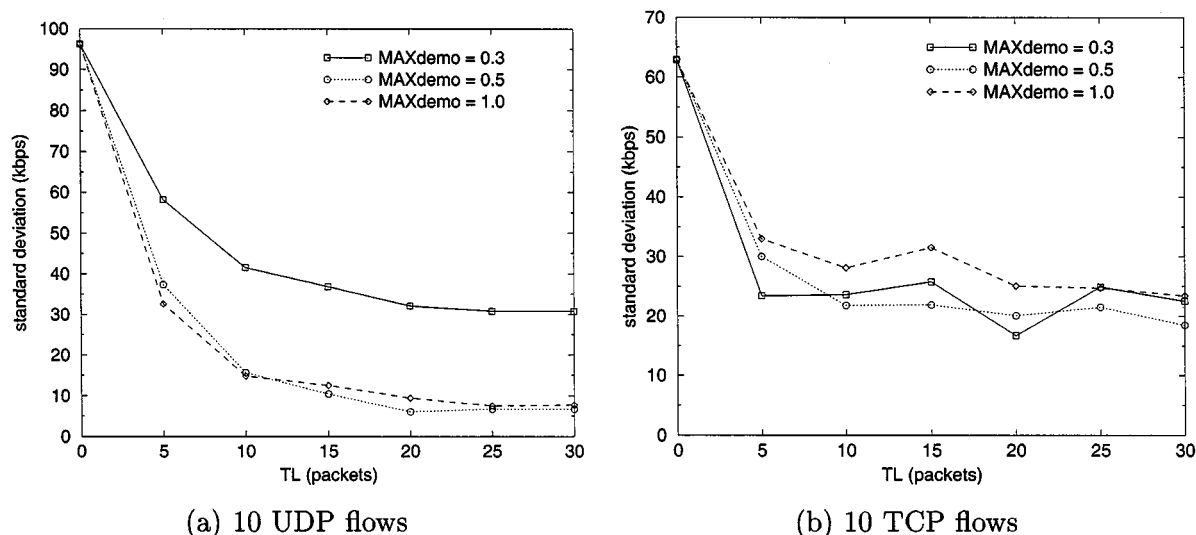 100
90
80
70
60
50
40
30
20
10
0
standard deviation (kbps)
MAXdemo = 0.3
MAXdemo = 0.5
MAXdemo = 1.0
0 5 10 15 20 25 30
TL (packets)
(a) 10 UDP flows
70
60
50
40
30
20
10
0
standard deviation (kbps)
MAXdemo = 0.3
MAXdemo = 0.5
MAXdemo = 1.0
0 5 10 15 20 25 30
TL (packets)
(b) 10 TCP flows